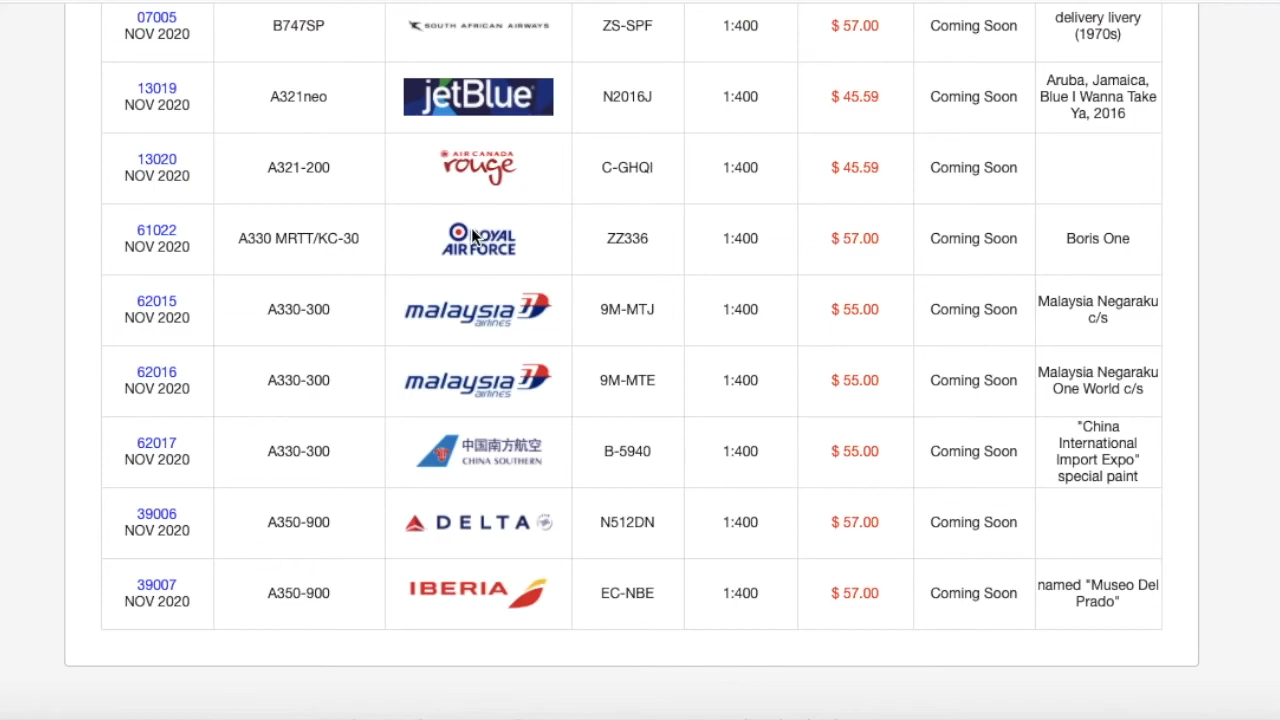 07005
NOV 2020
B747SP
SOUTH AFRICAN AIRWAYS
ZS-SPF
1:400
$ 57.00
Coming Soon
delivery livery
(1970s)
13019
NOV 2020
A321neo
jetBlue
N2016J
1:400
$ 45.59
Coming Soon
Aruba, Jamaica,
Blue I Wanna Take
Ya, 2016
13020
NOV 2020
A321-200
AIR CANADA
rouge
C-GHQI
1:400
$ 45.59
Coming Soon
61022
NOV 2020
A330 MRTT/KC-30
ROYAL
AIR FORCE
ZZ336
1:400
$ 57.00
Coming Soon
Boris One
62015
NOV 2020
A330-300
malaysia
airlines
9M-MTJ
1:400
$ 55.00
Coming Soon
Malaysia Negaraku
c/s
62016
NOV 2020
A330-300
malaysia
airlines
9M-MTE
1:400
$ 55.00
Coming Soon
Malaysia Negaraku
One World c/s
62017
NOV 2020
A330-300
中国南方航空
CHINA SOUTHERN
B-5940
1:400
$ 55.00
Coming Soon
"China
International
Import Expo"
special paint
39006
NOV 2020
A350-900
DELTA
N512DN
1:400
$ 57.00
Coming Soon
39007
NOV 2020
A350-900
IBERIA
EC-NBE
1:400
$ 57.00
Coming Soon
named "Museo Del
Prado"